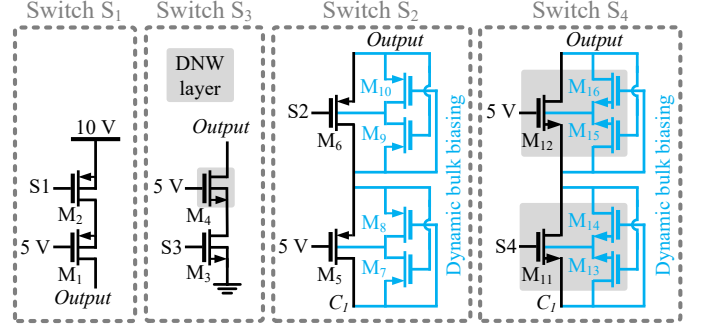 Switch S1
Switch S3
Switch S2
Switch S4
10 V
S1
M2
5 V
M1
Output
DNW
layer
Output
5 V
M4
S3
M3
Output
M10
S2
M9
M6
M8
5 V
M7
M5
C1
Dynamic bulk biasing
Output
M16
5 V
M15
M12
M14
S4
M13
M11
C1
Dynamic bulk biasing